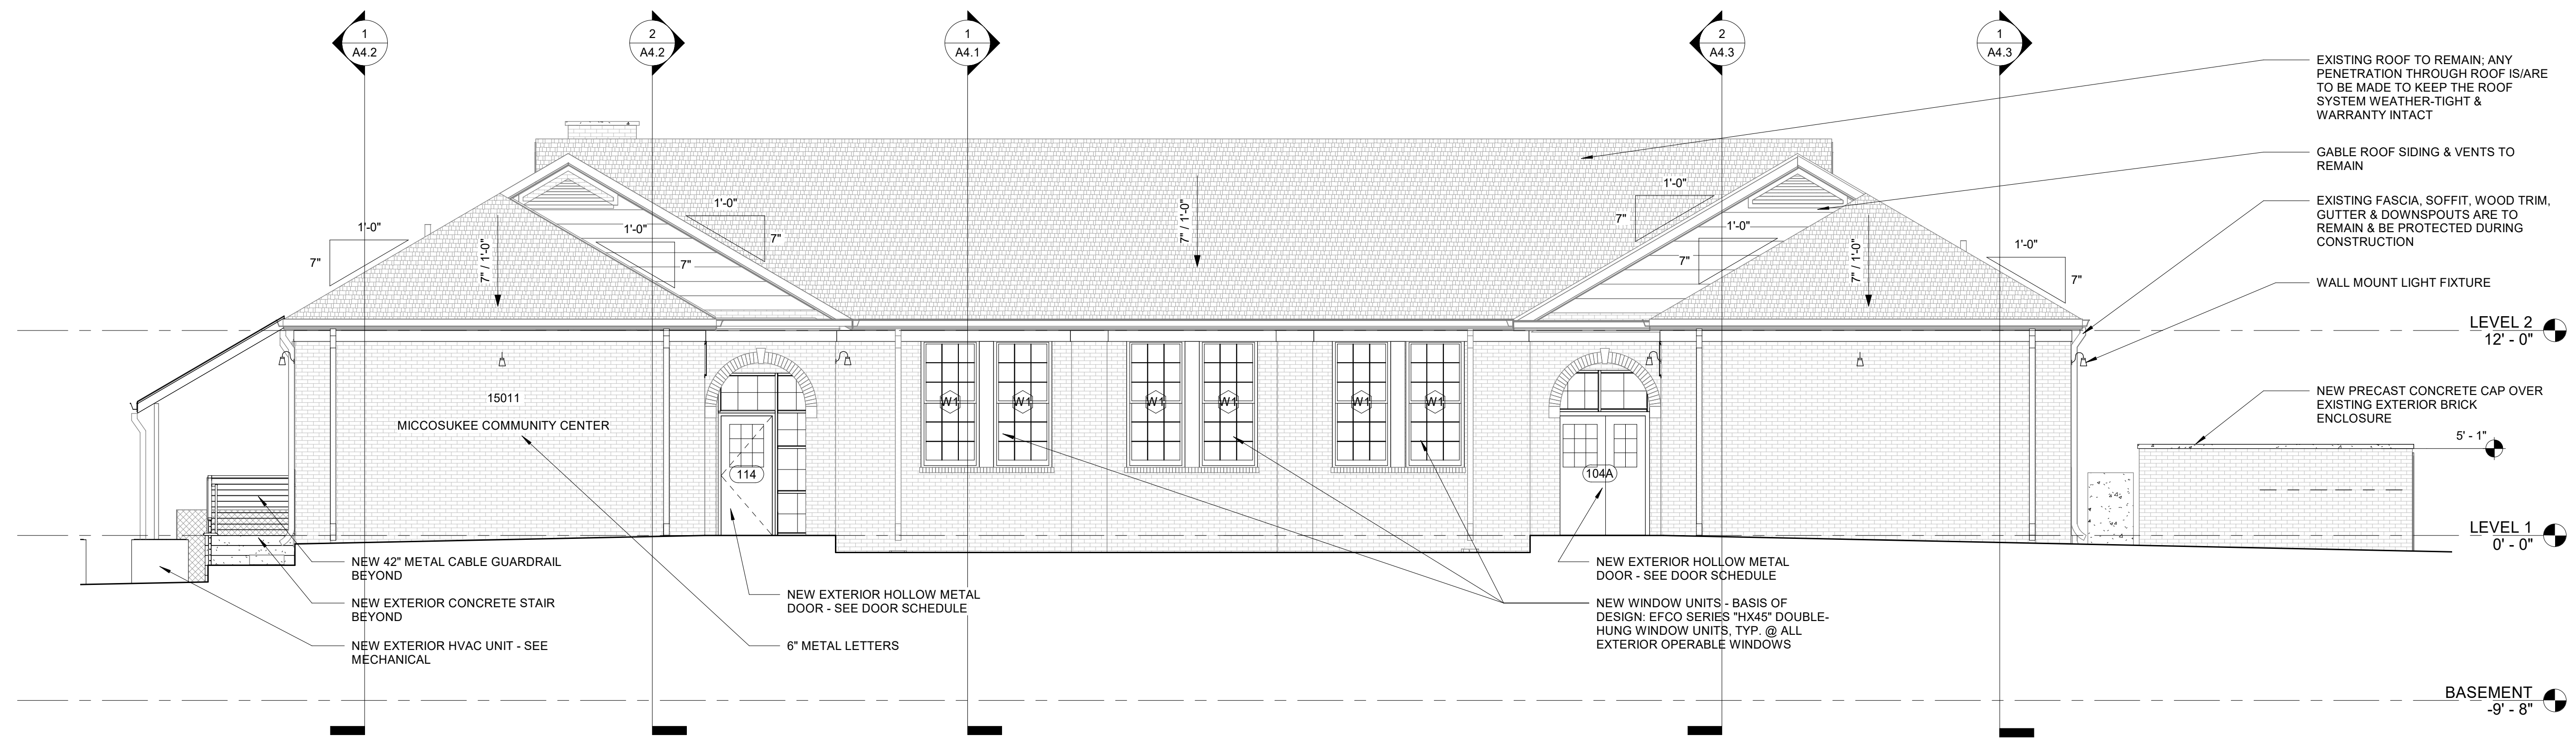 1
A4.2
2
A4.2
1
A4.1
2
A4.3
1
A4.3
EXISTING ROOF TO REMAIN; ANY
PENETRATION THROUGH ROOF IS/ARE
TO BE MADE TO KEEP THE ROOF
SYSTEM WEATHER-TIGHT &
WARRANTY INTACT
GABLE ROOF SIDING & VENTS TO
REMAIN
EXISTING FASCIA, SOFFIT, WOOD TRIM,
GUTTER & DOWNSPOUTS ARE TO
REMAIN & BE PROTECTED DURING
CONSTRUCTION
WALL MOUNT LIGHT FIXTURE
LEVEL 2
12' - 0"
NEW PRECAST CONCRETE CAP OVER
EXISTING EXTERIOR BRICK
ENCLOSURE
5' - 1"
LEVEL 1
0' - 0"
BASEMENT
-9' - 8"
1'-0"
7"
7" / 1'-0"
1'-0"
7"
1'-0"
7"
7" / 1'-0"
1'-0"
7"
1'-0"
7"
7" / 1'-0"
1'-0"
7"
15011
MICCOSUKEE COMMUNITY CENTER
114
W1
W1
W1
W1
W1
W1
104A
NEW 42" METAL CABLE GUARDRAIL
BEYOND
NEW EXTERIOR CONCRETE STAIR
BEYOND
NEW EXTERIOR HVAC UNIT - SEE
MECHANICAL
NEW EXTERIOR HOLLOW METAL
DOOR - SEE DOOR SCHEDULE
6" METAL LETTERS
NEW EXTERIOR HOLLOW METAL
DOOR - SEE DOOR SCHEDULE
NEW WINDOW UNITS - BASIS OF
DESIGN: EFCO SERIES "HX45" DOUBLE-
HUNG WINDOW UNITS, TYP. @ ALL
EXTERIOR OPERABLE WINDOWS